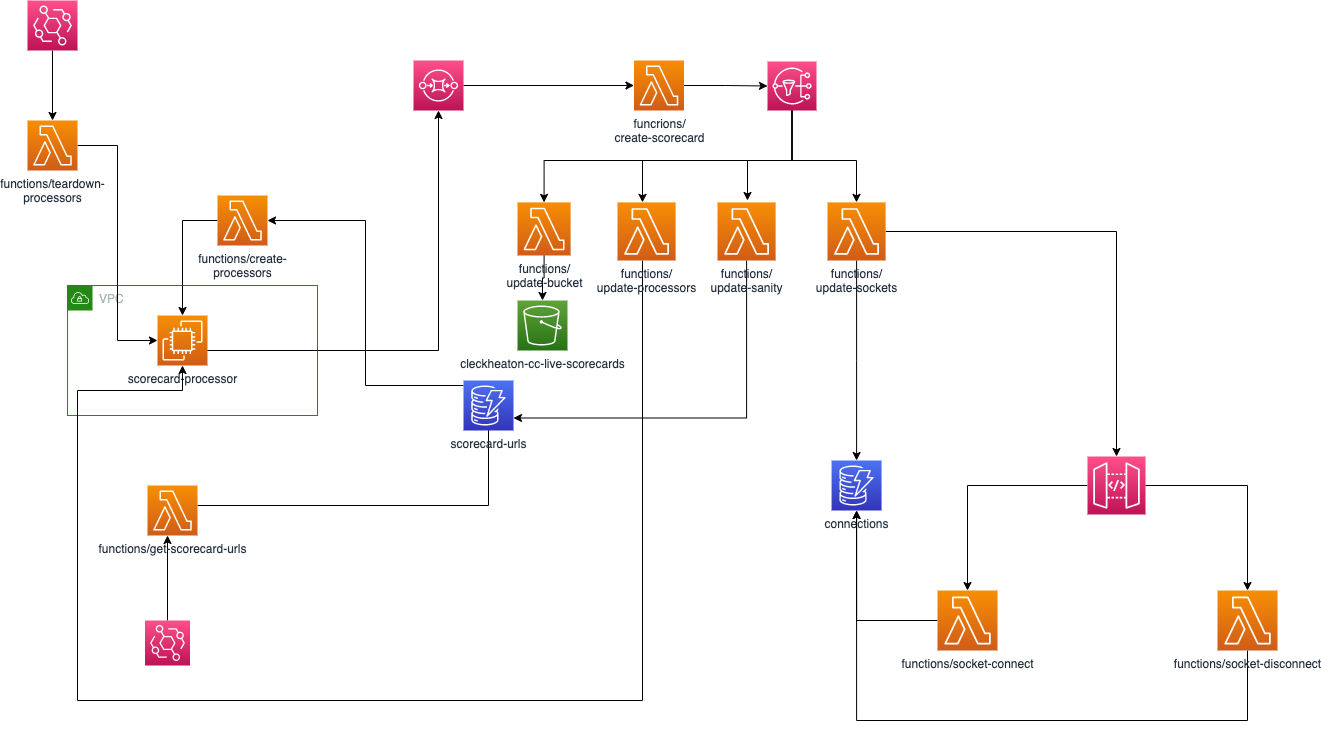 funcrions/
create-scorecard
functions/teardown-
processors
functions/create-
processors
functions/
update-bucket
functions/
update-processors
functions/
update-sanity
functions/
update-sockets
VPC
scorecard-processor
cleckheaton-cc-live-scorecards
scorecard-urls
connections
functions/get-scorecard-urls
functions/socket-connect
functions/socket-disconnect